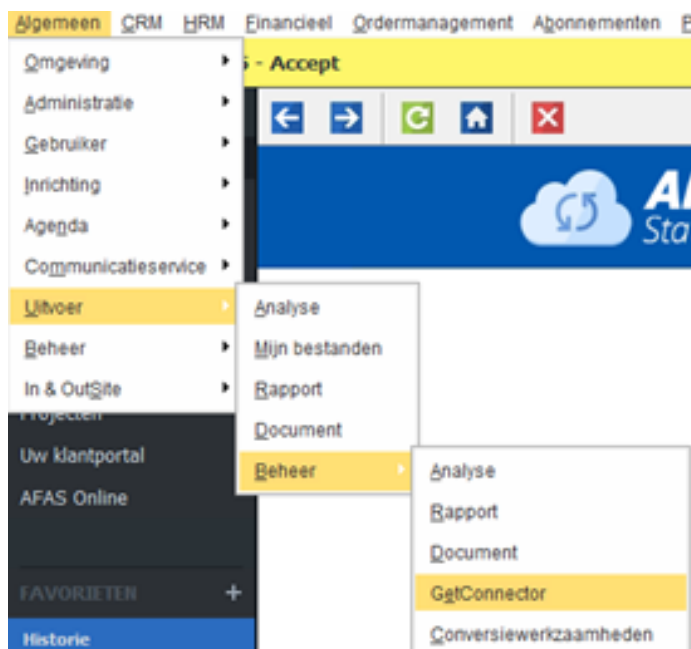 Algemeen CRM HRM Financieel Ordermanagement Abonnementen
- Accept
Omgeving
Administratie
Gebruiker
Inrichting
Agenda
Communicatieservice
Uitvoer
Beheer
In & OutSite
Analyse
Mijn bestanden
Rapport
Document
Beheer
Analyse
Rapport
Document
GetConnector
Conversiewerkzaamheden
Projecten
Uw klantportal
AFAS Online
FAVORIETEN +
Historie